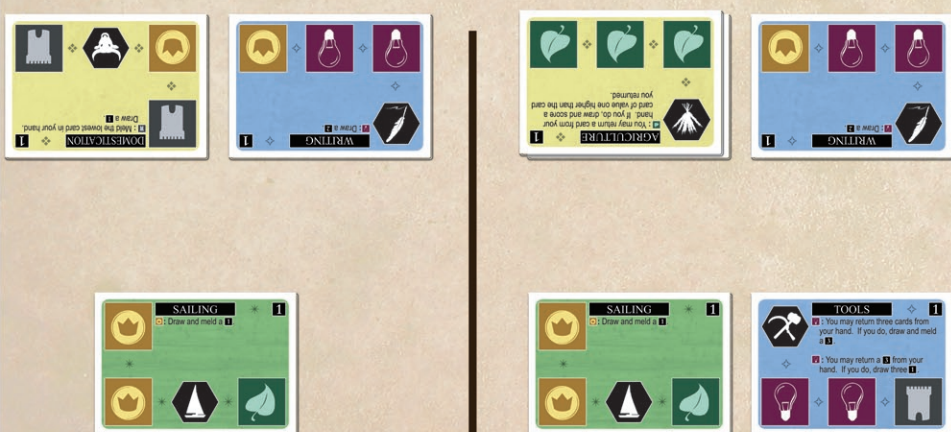 DOMESTICATION
1
: Meld the lowest card in your hand.
Draw a 1
WRITING
1
: Draw a 2
AGRICULTURE
1
: You may return a card from your
hand. If you do, draw and score a
card of value one higher than the card
you returned.
WRITING
1
: Draw a 2
SAILING
1
: Draw and meld a 1.
SAILING
1
: Draw and meld a 1.
TOOLS
1
: You may return three cards from
your hand. If you do, draw and meld
a 3.
: You may return a 3 from your
hand. If you do, draw three 1.